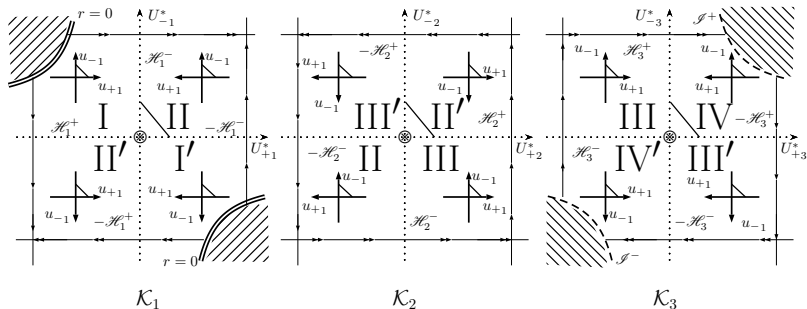 r = 0
U*₋₁
ℋ₁⁻
u₋₁
u₋₁
u₊₁
u₊₁
ℋ₁⁺
I
II
−ℋ₁⁻
U*₊₁
II′
I′
u₊₁
u₊₁
u₋₁
u₋₁
−ℋ₁⁺
r = 0
𝒦₁
U*₋₂
−ℋ₂⁺
u₊₁
u₊₁
u₋₁
u₋₁
III′
II′
ℋ₂⁺
U*₊₂
−ℋ₂⁻
II
III
u₋₁
u₋₁
u₊₁
u₊₁
ℋ₂⁻
𝒦₂
U*₋₃
ℐ⁺
ℋ₃⁺
u₋₁
u₋₁
u₊₁
u₊₁
III
IV
−ℋ₃⁺
U*₊₃
ℋ₃⁻
IV′
III′
u₊₁
u₊₁
u₋₁
u₋₁
−ℋ₃⁻
ℐ⁻
𝒦₃